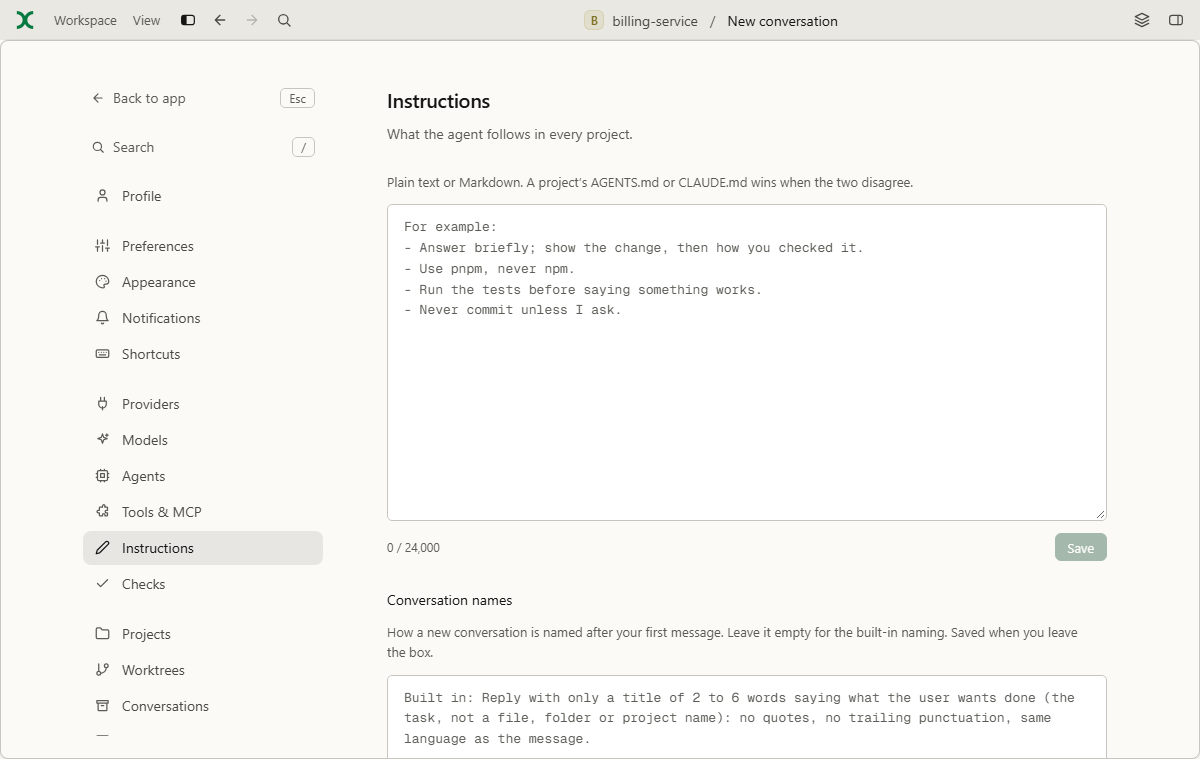 Workspace View
B billing-service / New conversation
Back to app Esc
Search /
Profile
Preferences
Appearance
Notifications
Shortcuts
Providers
Models
Agents
Tools & MCP
Instructions
Checks
Projects
Worktrees
Conversations
Instructions
What the agent follows in every project.
Plain text or Markdown. A project's AGENTS.md or CLAUDE.md wins when the two disagree.
For example:
- Answer briefly; show the change, then how you checked it.
- Use pnpm, never npm.
- Run the tests before saying something works.
- Never commit unless I ask.
0 / 24,000
Save
Conversation names
How a new conversation is named after your first message. Leave it empty for the built-in naming. Saved when you leave
the box.
Built in: Reply with only a title of 2 to 6 words saying what the user wants done (the
task, not a file, folder or project name): no quotes, no trailing punctuation, same
language as the message.